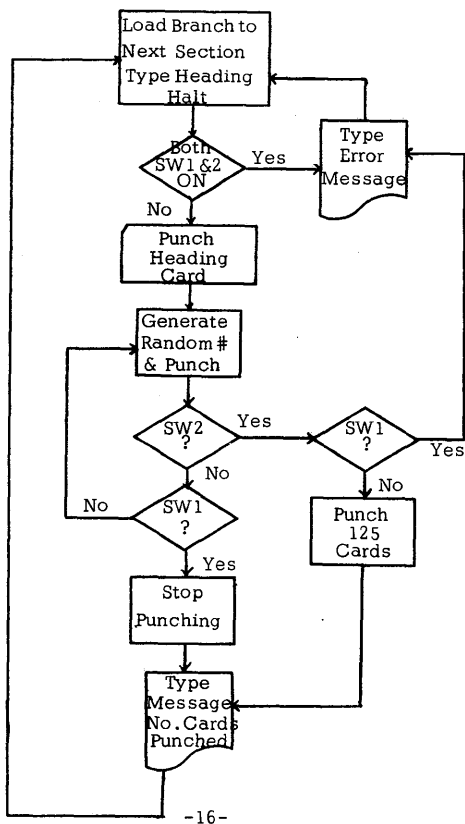 Load Branch to
Next Section
Type Heading
Halt
Both
SW1 &2
ON
Yes
Type
Error
Message
No
Punch
Heading
Card
Generate
Random #
& Punch
SW2
?
Yes
SW1
?
Yes
No
No
SW1
?
No
Punch
125
Cards
Yes
Stop
Punching
Type
Message
No. Cards
Punched
-16-